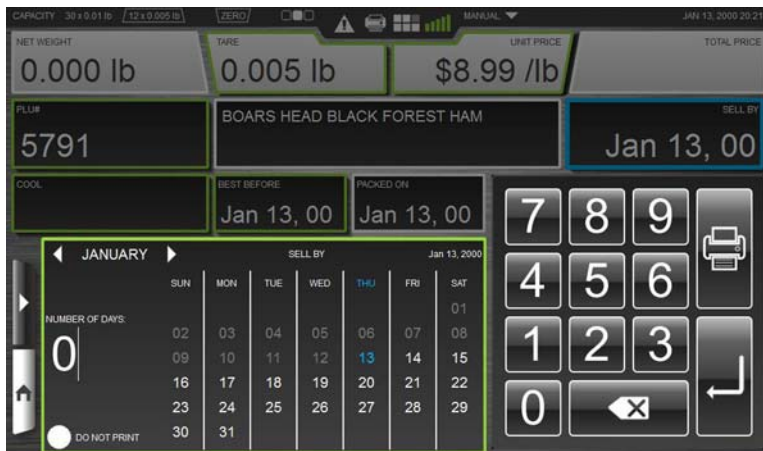 CAPACITY 30 x 0.01 lb 12 x 0.005 lb ZERO MANUAL JAN 13, 2000 20:21
NET WEIGHT TARE UNIT PRICE TOTAL PRICE
0.000 lb 0.005 lb $8.99 /lb
PLU# BOARS HEAD BLACK FOREST HAM SELL BY
5791 Jan 13, 00
COOL BEST BEFORE PACKED ON
Jan 13, 00 Jan 13, 00
JANUARY SELL BY Jan 13, 2000
SUN MON TUE WED THU FRI SAT
01
NUMBER OF DAYS:
0
02 03 04 05 06 07 08
09 10 11 12 13 14 15
16 17 18 19 20 21 22
23 24 25 26 27 28 29
30 31
DO NOT PRINT
7 8 9
4 5 6
1 2 3
0